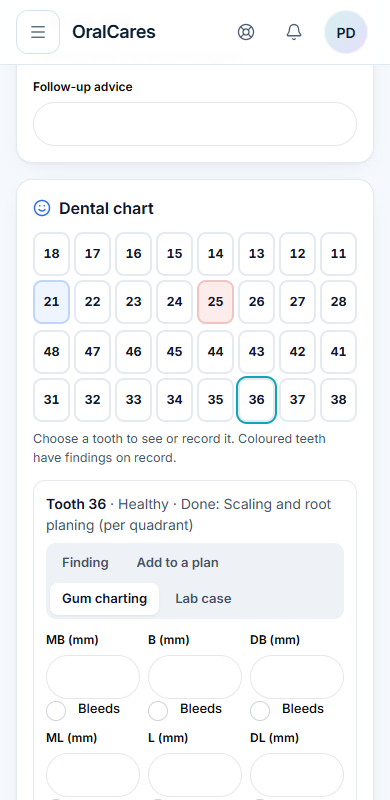 OralCares
PD
Follow-up advice
Dental chart
18 17 16 15 14 13 12 11
21 22 23 24 25 26 27 28
48 47 46 45 44 43 42 41
31 32 33 34 35 36 37 38
Choose a tooth to see or record it. Coloured teeth
have findings on record.
Tooth 36 · Healthy · Done: Scaling and root
planing (per quadrant)
Finding Add to a plan
Gum charting Lab case
MB (mm) B (mm) DB (mm)
Bleeds Bleeds Bleeds
ML (mm) L (mm) DL (mm)